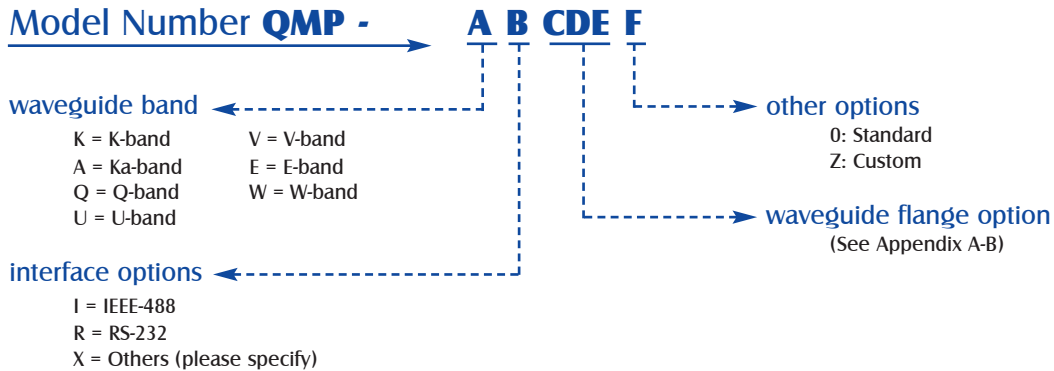 Model Number QMP - A B CDE F
waveguide band
K = K-band V = V-band
A = Ka-band E = E-band
Q = Q-band W = W-band
U = U-band
interface options
I = IEEE-488
R = RS-232
X = Others (please specify)
other options
0: Standard
Z: Custom
waveguide flange option
(See Appendix A-B)